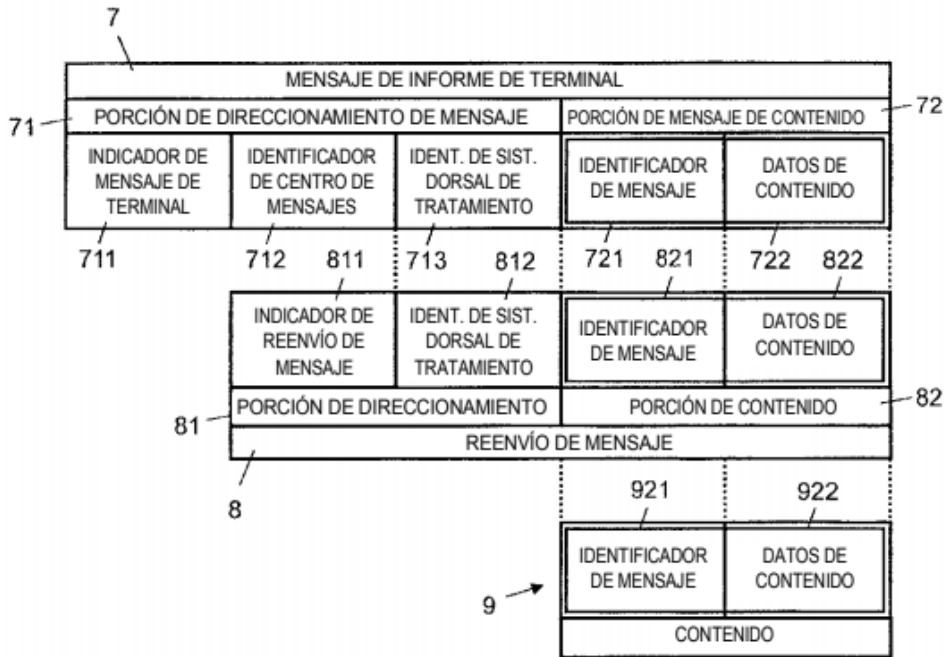 7
MENSAJE DE INFORME DE TERMINAL
71
PORCIÓN DE DIRECCIONAMIENTO DE MENSAJE
PORCIÓN DE MENSAJE DE CONTENIDO
72
INDICADOR DE
MENSAJE DE
TERMINAL
IDENTIFICADOR
DE CENTRO DE
MENSAJES
IDENT. DE SIST.
DORSAL DE
TRATAMIENTO
IDENTIFICADOR
DE MENSAJE
DATOS DE
CONTENIDO
711
712
811
713
812
721
821
722
822
INDICADOR DE
REENVÍO DE
MENSAJE
IDENT. DE SIST.
DORSAL DE
TRATAMIENTO
IDENTIFICADOR
DE MENSAJE
DATOS DE
CONTENIDO
81
PORCIÓN DE DIRECCIONAMIENTO
PORCIÓN DE CONTENIDO
82
REENVÍO DE MENSAJE
8
921
922
IDENTIFICADOR
DE MENSAJE
DATOS DE
CONTENIDO
9
CONTENIDO